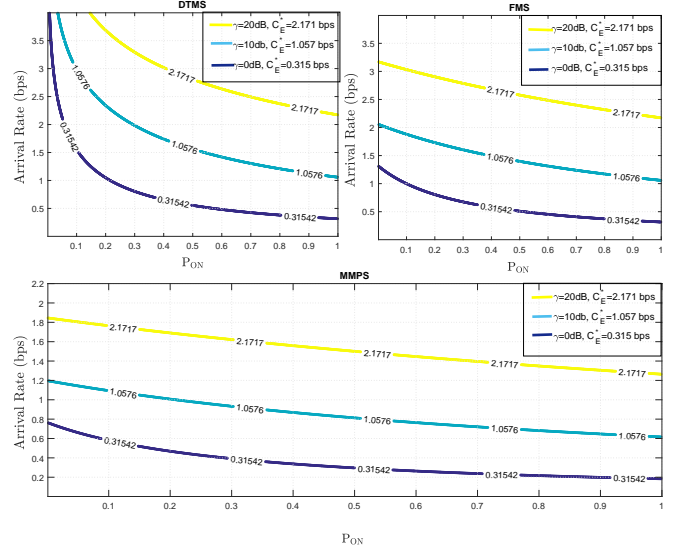 DTMS
γ=20dB, C*E=2.171 bps
γ=10db, C*E=1.057 bps
γ=0dB, C*E=0.315 bps
2.1717
2.1717
1.0576
1.0576
1.0576
0.31542
0.31542
0.31542
Arrival Rate (bps)
3.5
3
2.5
2
1.5
1
0.5
0.1 0.2 0.3 0.4 0.5 0.6 0.7 0.8 0.9 1
PON
FMS
γ=20dB, C*E=2.171 bps
γ=10dB, C*E=1.057 bps
γ=0dB, C*E=0.315 bps
2.1717
2.1717
1.0576
1.0576
0.31542
0.31542
Arrival Rate (bps)
3.5
3
2.5
2
1.5
1
0.5
0.1 0.2 0.3 0.4 0.5 0.6 0.7 0.8 0.9 1
PON
MMPS
γ=20dB, C*E=2.171 bps
γ=10dB, C*E=1.057 bps
γ=0dB, C*E=0.315 bps
2.1717 2.1717 2.1717 2.1717 2.1717
1.0576 1.0576 1.0576 1.0576 1.0576 1.0576
0.31542 0.31542 0.31542 0.31542 0.31542
Arrival Rate (bps)
2.2
2
1.8
1.6
1.4
1.2
1
0.8
0.6
0.4
0.2
0.1 0.2 0.3 0.4 0.5 0.6 0.7 0.8 0.9 1
PON